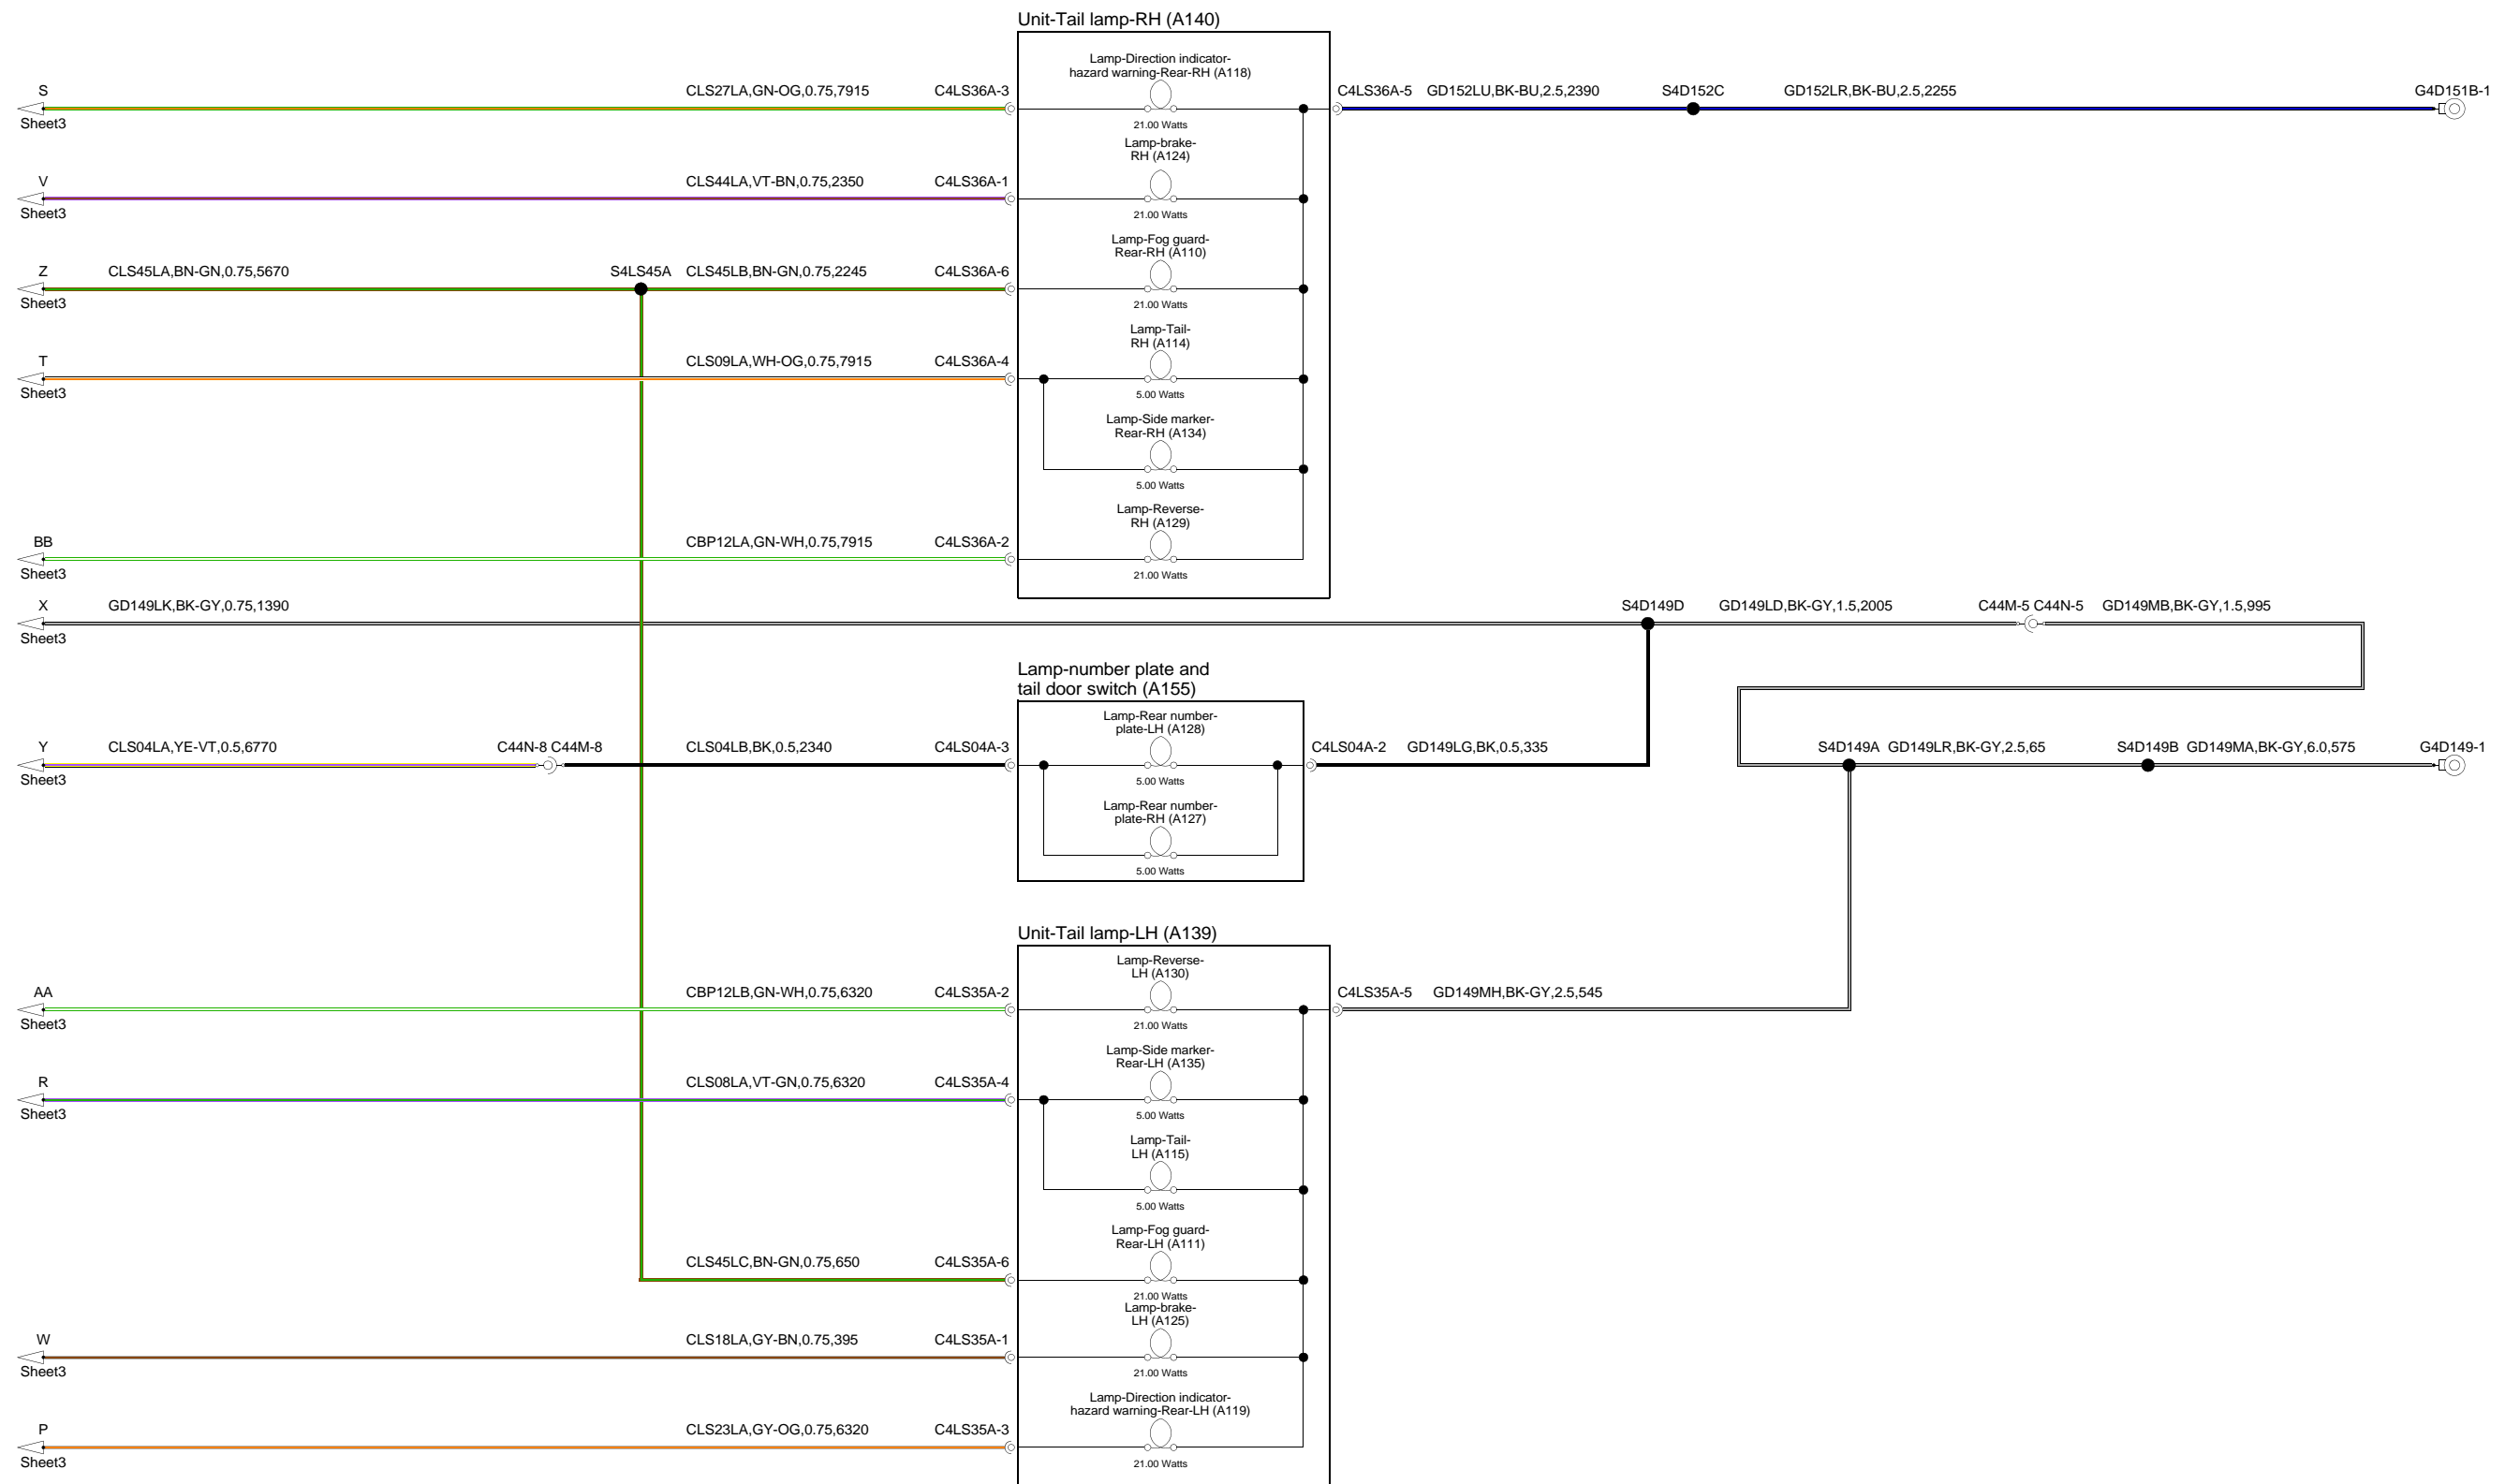 Unit-Tail lamp-RH (A140)
Lamp-Direction indicator-
hazard warning-Rear-RH (A118)
S
CLS27LA,GN-OG,0.75,7915
C4LS36A-3
C4LS36A-5
GD152LU,BK-BU,2.5,2390
S4D152C
GD152LR,BK-BU,2.5,2255
G4D151B-1
Sheet3
21.00 Watts
Lamp-brake-
RH (A124)
V
CLS44LA,VT-BN,0.75,2350
C4LS36A-1
Sheet3
21.00 Watts
Lamp-Fog guard-
Rear-RH (A110)
Z
CLS45LA,BN-GN,0.75,5670
S4LS45A
CLS45LB,BN-GN,0.75,2245
C4LS36A-6
Sheet3
21.00 Watts
Lamp-Tail-
RH (A114)
T
CLS09LA,WH-OG,0.75,7915
C4LS36A-4
Sheet3
5.00 Watts
Lamp-Side marker-
Rear-RH (A134)
5.00 Watts
Lamp-Reverse-
RH (A129)
BB
CBP12LA,GN-WH,0.75,7915
C4LS36A-2
Sheet3
21.00 Watts
X
GD149LK,BK-GY,0.75,1390
S4D149D
GD149LD,BK-GY,1.5,2005
C44M-5 C44N-5
GD149MB,BK-GY,1.5,995
Sheet3
Lamp-number plate and
tail door switch (A155)
Lamp-Rear number-
plate-LH (A128)
Y
CLS04LA,YE-VT,0.5,6770
C44N-8 C44M-8
CLS04LB,BK,0.5,2340
C4LS04A-3
C4LS04A-2
GD149LG,BK,0.5,335
S4D149A
GD149LR,BK-GY,2.5,65
S4D149B
GD149MA,BK-GY,6.0,575
G4D149-1
Sheet3
5.00 Watts
Lamp-Rear number-
plate-RH (A127)
5.00 Watts
Unit-Tail lamp-LH (A139)
Lamp-Reverse-
LH (A130)
AA
CBP12LB,GN-WH,0.75,6320
C4LS35A-2
C4LS35A-5
GD149MH,BK-GY,2.5,545
Sheet3
21.00 Watts
Lamp-Side marker-
Rear-LH (A135)
R
CLS08LA,VT-GN,0.75,6320
C4LS35A-4
Sheet3
5.00 Watts
Lamp-Tail-
LH (A115)
5.00 Watts
Lamp-Fog guard-
Rear-LH (A111)
CLS45LC,BN-GN,0.75,650
C4LS35A-6
21.00 Watts
Lamp-brake-
LH (A125)
W
CLS18LA,GY-BN,0.75,395
C4LS35A-1
Sheet3
21.00 Watts
Lamp-Direction indicator-
hazard warning-Rear-LH (A119)
P
CLS23LA,GY-OG,0.75,6320
C4LS35A-3
Sheet3
21.00 Watts